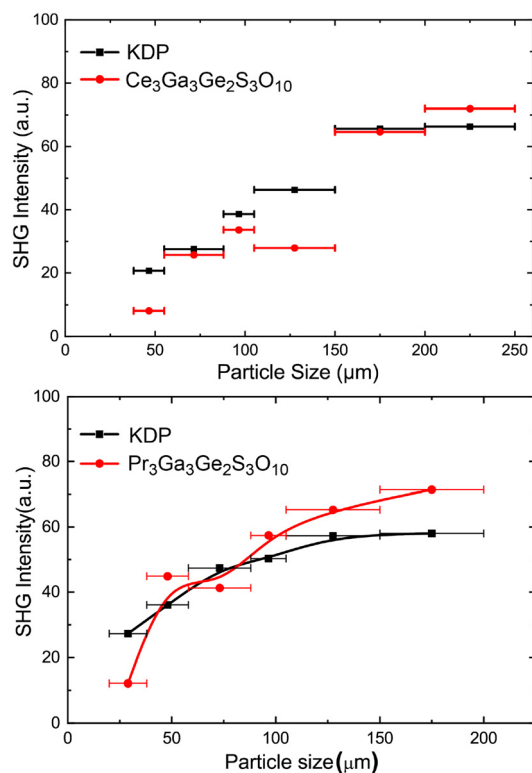 100
80
60
40
20
0
SHG Intensity (a.u.)
KDP
Ce₃Ga₃Ge₂S₃O₁₀
0 50 100 150 200 250
Particle Size (μm)
100
80
60
40
20
0
SHG Intensity(a.u.)
KDP
Pr₃Ga₃Ge₂S₃O₁₀
0 50 100 150 200
Particle size(μm)